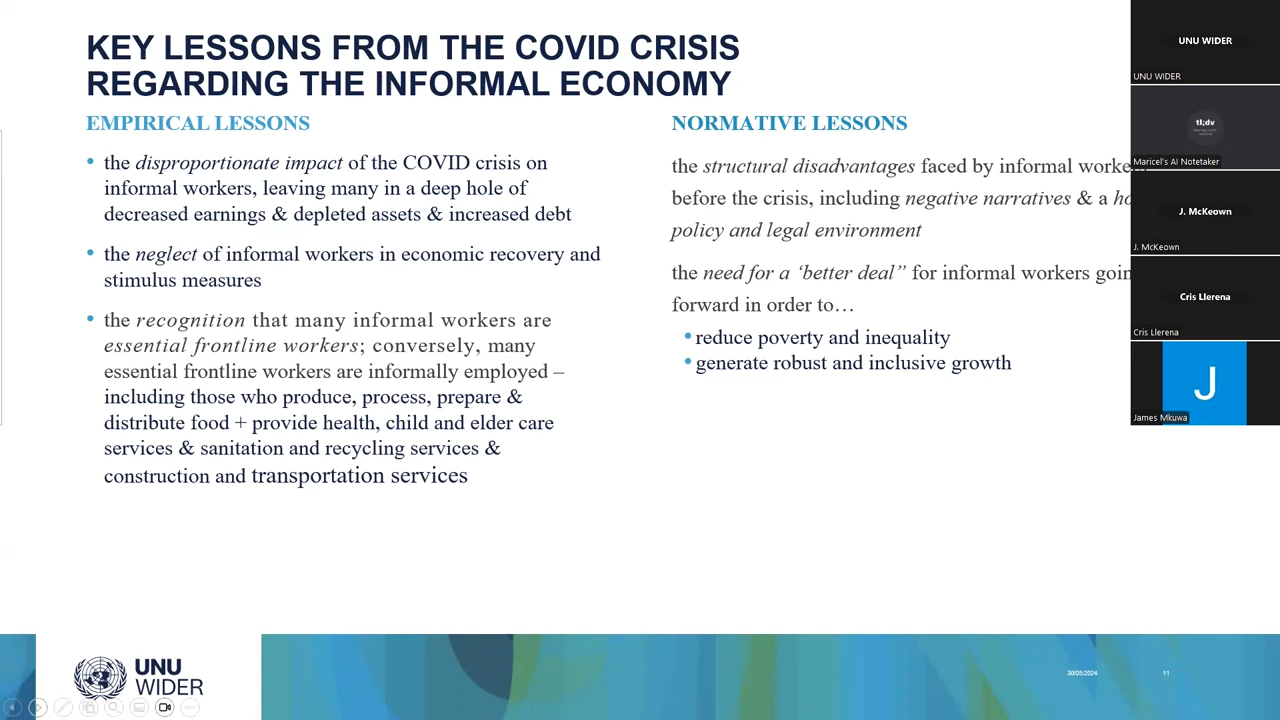 KEY LESSONS FROM THE COVID CRISIS
REGARDING THE INFORMAL ECONOMY
EMPIRICAL LESSONS
• the disproportionate impact of the COVID crisis on
informal workers, leaving many in a deep hole of
decreased earnings & depleted assets & increased debt
• the neglect of informal workers in economic recovery and
stimulus measures
• the recognition that many informal workers are
essential frontline workers; conversely, many
essential frontline workers are informally employed –
including those who produce, process, prepare &
distribute food + provide health, child and elder care
services & sanitation and recycling services &
construction and transportation services
NORMATIVE LESSONS
the structural disadvantages faced by informal
before the crisis, including negative narratives & a
policy and legal environment
the need for a ‘better deal” for informal workers
forward in order to…
• reduce poverty and inequality
• generate robust and inclusive growth
UNU WIDER
UNU WIDER
tl;dv
Maricel's AI Notetaker
J. McKeown
J. McKeown
Cris Llerena
Cris Llerena
J
James Mkuwa
UNU
WIDER
30/05/2024
11